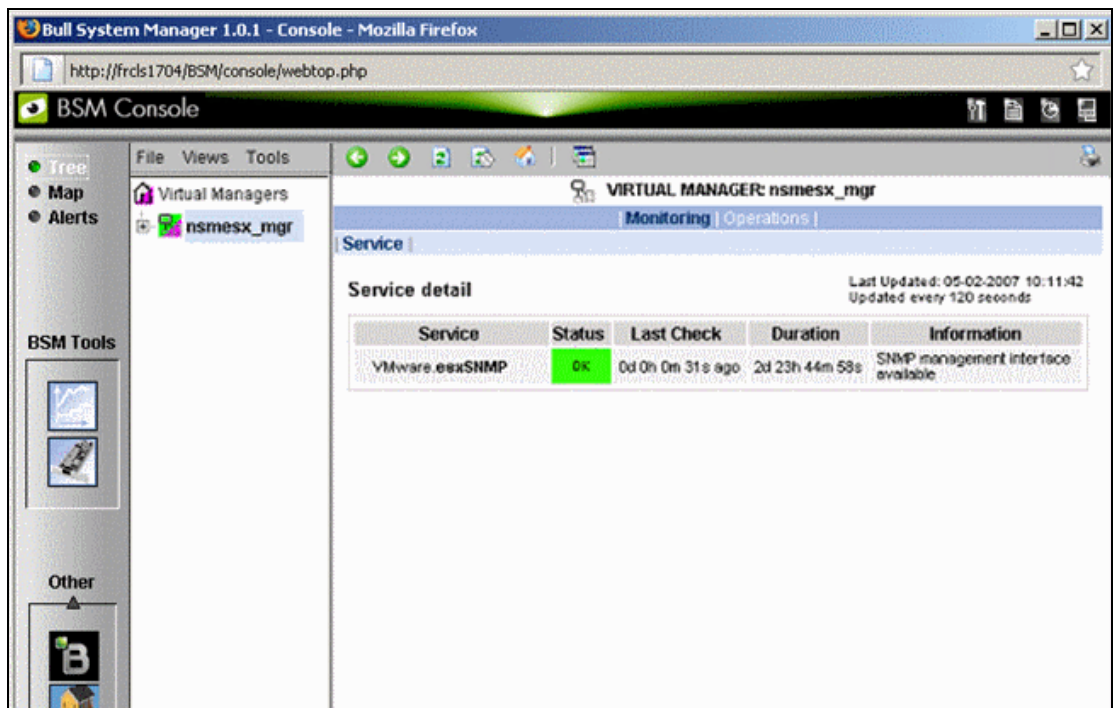 Bull System Manager 1.0.1 - Console - Mozilla Firefox
http://frcls1704/BSM/console/webtop.php
BSM Console
Tree
Map
Alerts
File Views Tools
Virtual Managers
nsmesx_mgr
VIRTUAL MANAGER: nsmesx_mgr
| Monitoring | Operations |
| Service |
Service detail
Last Updated: 05-02-2007 10:11:42
Updated every 120 seconds
Service Status Last Check Duration Information
VMware.esxSNMP OK 0d 0h 0m 31s ago 2d 23h 44m 58s SNMP management interface
available
BSM Tools
Other
B